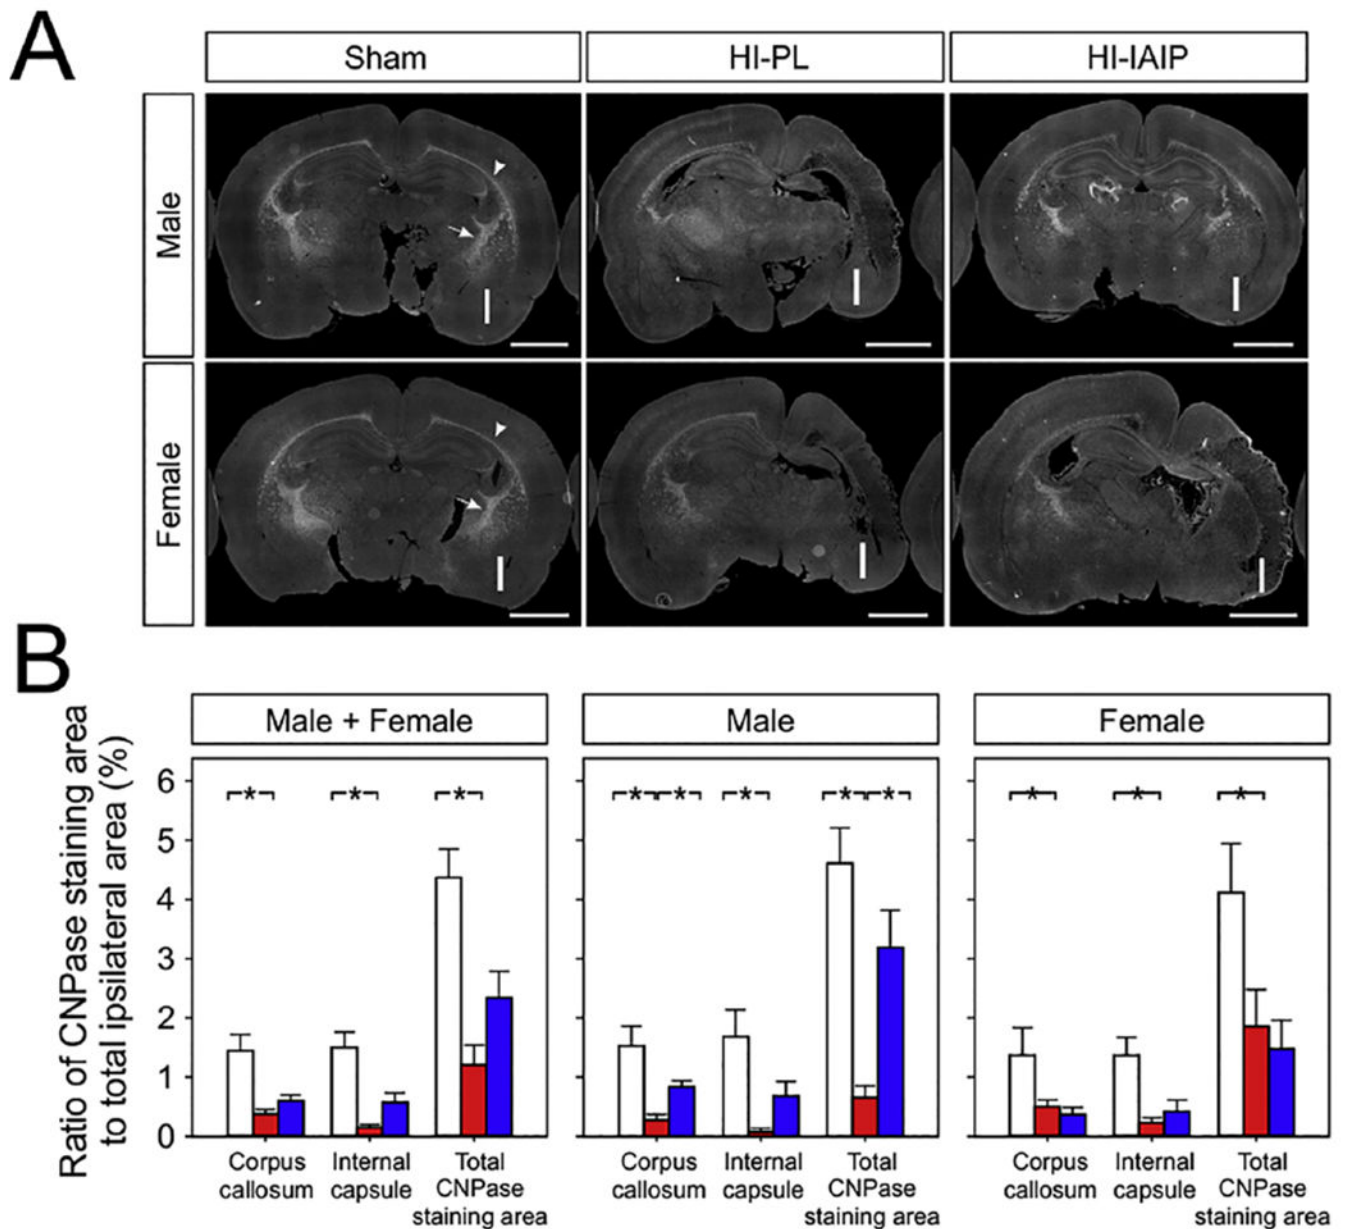 A
Sham
HI-PL
HI-IAIP
Male
Female
B
Ratio of CNPase staining area
to total ipsilateral area (%)
Male + Female
Male
Female
6
5
4
3
2
1
0
* * *
* * * * *
* * *
Corpus
callosum
Internal
capsule
Total
CNPase
staining area
Corpus
callosum
Internal
capsule
Total
CNPase
staining area
Corpus
callosum
Internal
capsule
Total
CNPase
staining area